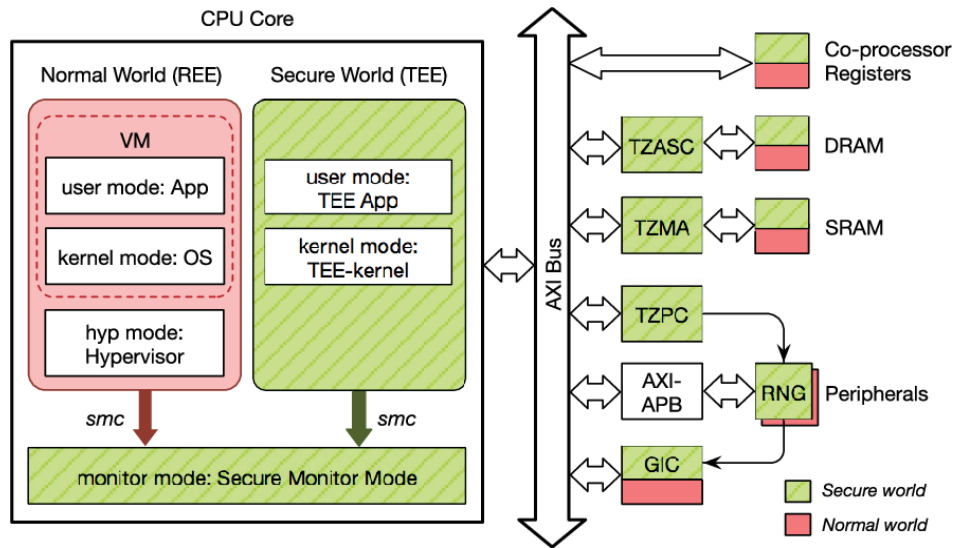 CPU Core
Normal World (REE)
Secure World (TEE)
VM
user mode: App
kernel mode: OS
hyp mode:
Hypervisor
user mode:
TEE App
kernel mode:
TEE-kernel
smc
smc
monitor mode: Secure Monitor Mode
AXI Bus
Co-processor
Registers
TZASC
DRAM
TZMA
SRAM
TZPC
AXI-
APB
RNG
Peripherals
GIC
Secure world
Normal world